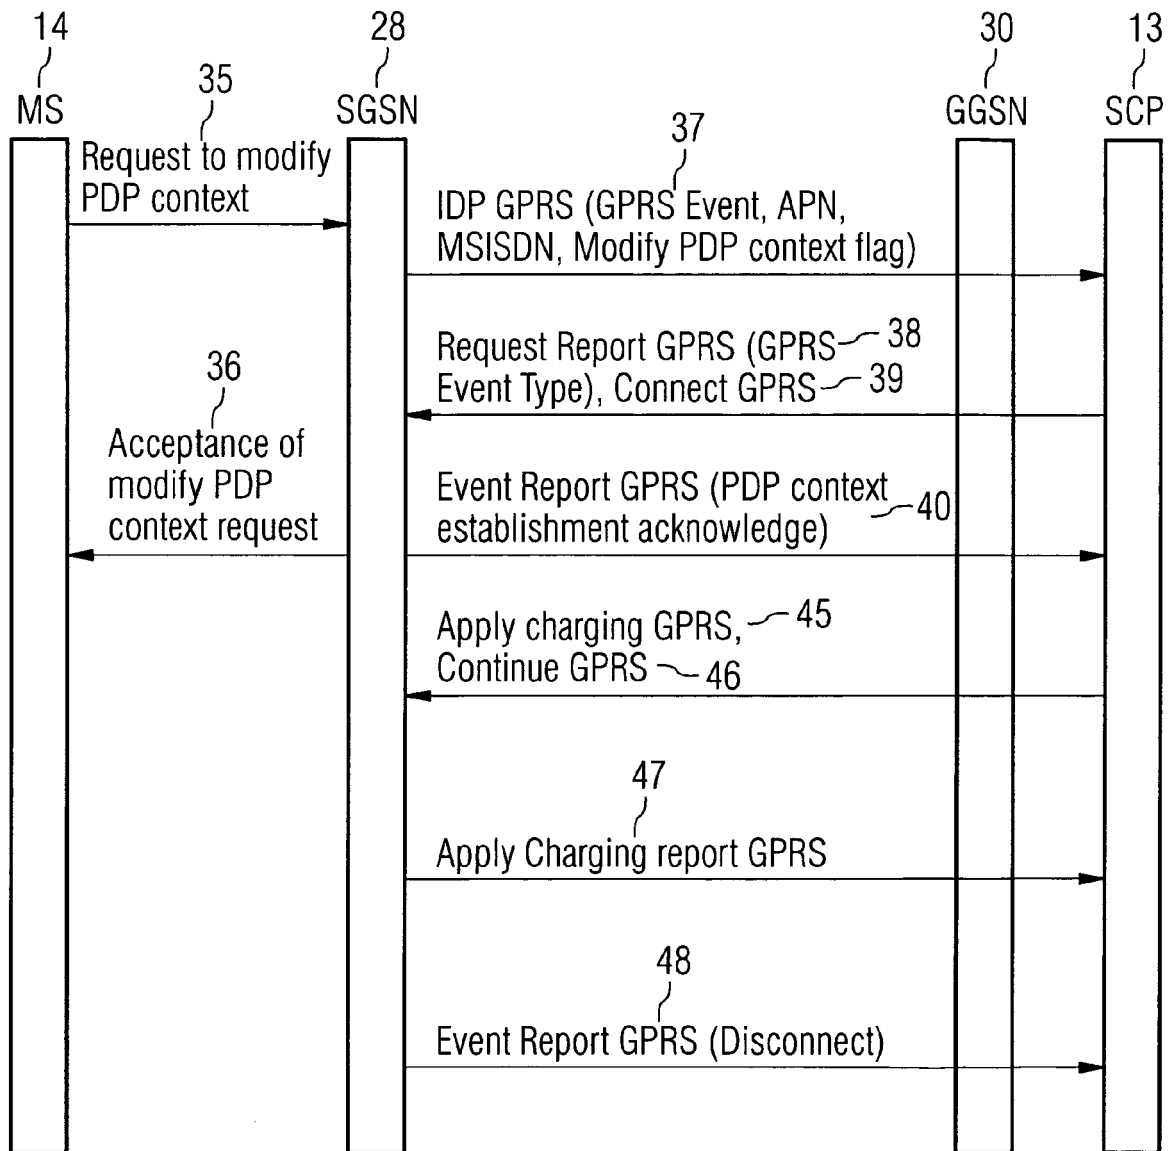 14
28
30
13
MS
35
SGSN
GGSN
SCP
Request to modify
PDP context
37
IDP GPRS (GPRS Event, APN,
MSISDN, Modify PDP context flag)
Request Report GPRS (GPRS 38
Event Type), Connect GPRS 39
36
Acceptance of
modify PDP
context request
Event Report GPRS (PDP context
establishment acknowledge) 40
Apply charging GPRS, 45
Continue GPRS 46
47
Apply Charging report GPRS
48
Event Report GPRS (Disconnect)